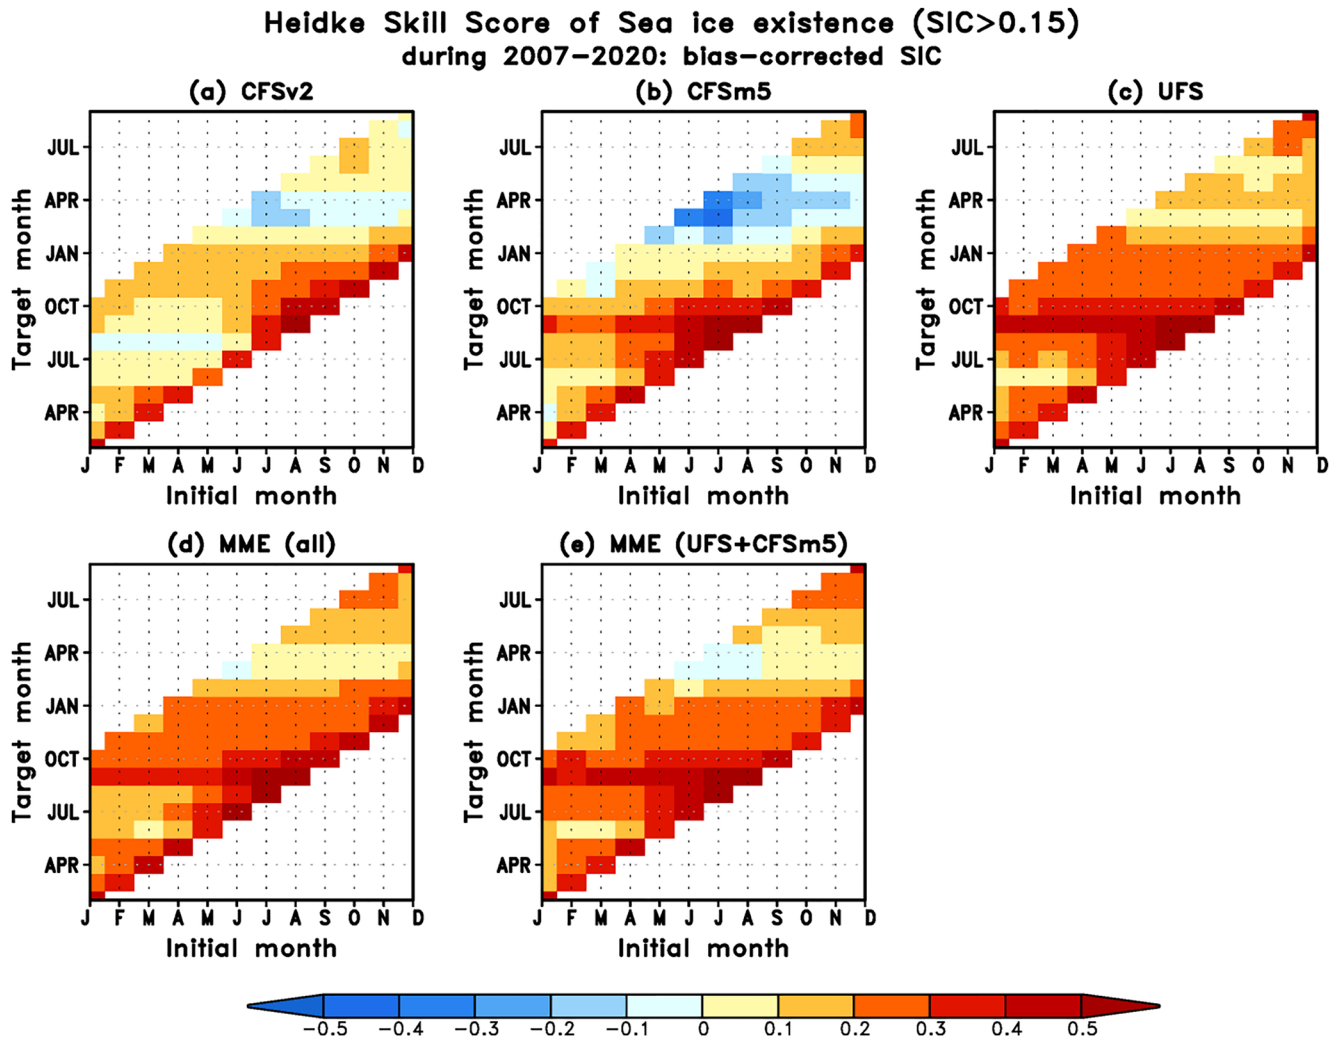 Heidke Skill Score of Sea ice existence (SIC>0.15)
during 2007-2020: bias-corrected SIC
(a) CFSv2
(b) CFSm5
(c) UFS
Target month
JUL
APR
JAN
OCT
JUL
APR
J F M A M J J A S O N D
Initial month
Target month
JUL
APR
JAN
OCT
JUL
APR
J F M A M J J A S O N D
Initial month
Target month
JUL
APR
JAN
OCT
JUL
APR
J F M A M J J A S O N D
Initial month
(d) MME (all)
(e) MME (UFS+CFSm5)
Target month
JUL
APR
JAN
OCT
JUL
APR
J F M A M J J A S O N D
Initial month
Target month
JUL
APR
JAN
OCT
JUL
APR
J F M A M J J A S O N D
Initial month
-0.5 -0.4 -0.3 -0.2 -0.1 0 0.1 0.2 0.3 0.4 0.5